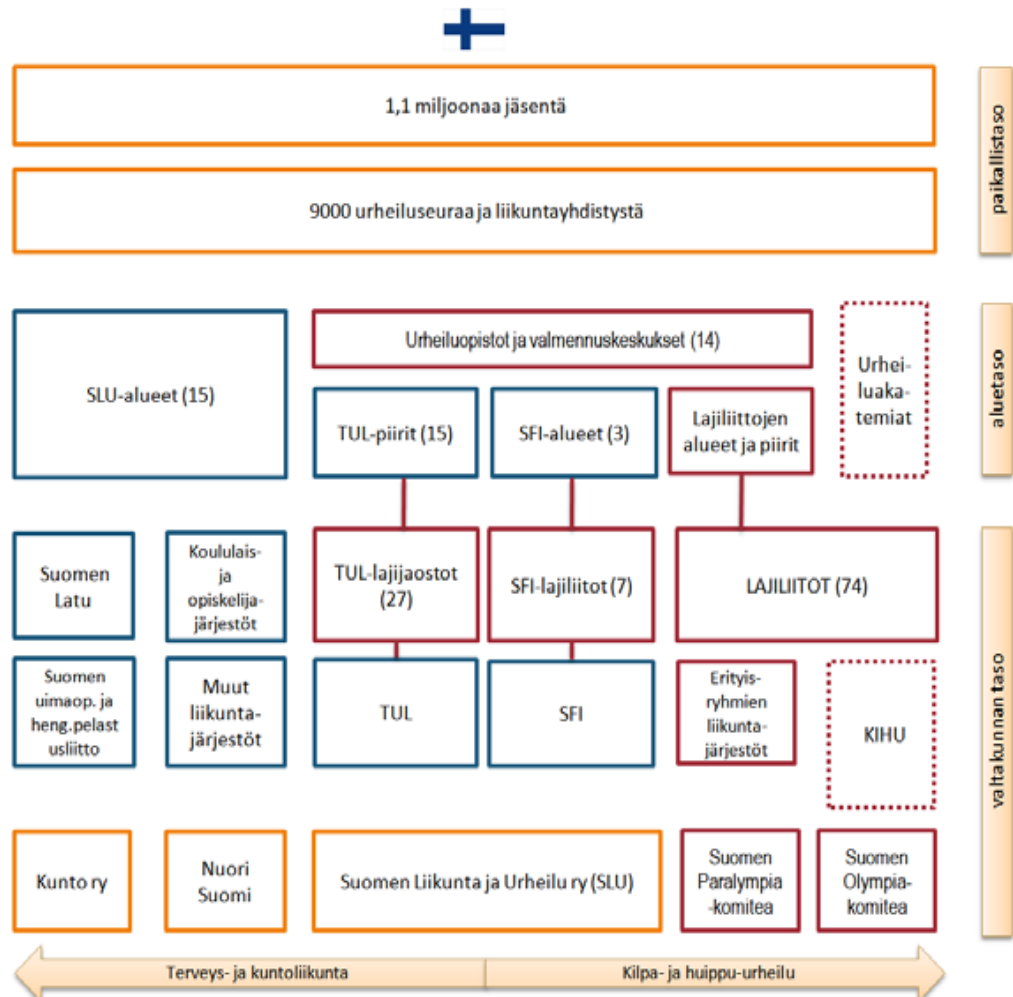 1,1 miljoonaa jäsentä
9000 urheiluseuraa ja liikuntayhdistystä
paikallistaso
SLU-alueet (15)
Urheiluopistot ja valmennuskeskukset (14)
TUL-piirit (15)
SFI-alueet (3)
Lajiliittojen
alueet ja piirit
Urhei-
luaka-
temiat
aluetaso
Suomen
Latu
Koululais-
ja
opiskelija-
järjestöt
TUL-lajijaostot
(27)
SFI-lajiliitot (7)
LAJILIITOT (74)
Suomen
uimaop. ja
heng.pelast
usliitto
Muut
liikunta-
järjestöt
TUL
SFI
Erityis-
ryhmien
liikunta-
järjestöt
KIHU
valtakunnan taso
Kunto ry
Nuori
Suomi
Suomen Liikunta ja Urheilu ry (SLU)
Suomen
Paralympia
-komitea
Suomen
Olympia-
komitea
Terveys- ja kuntoliikunta
Kilpa- ja huippu-urheilu